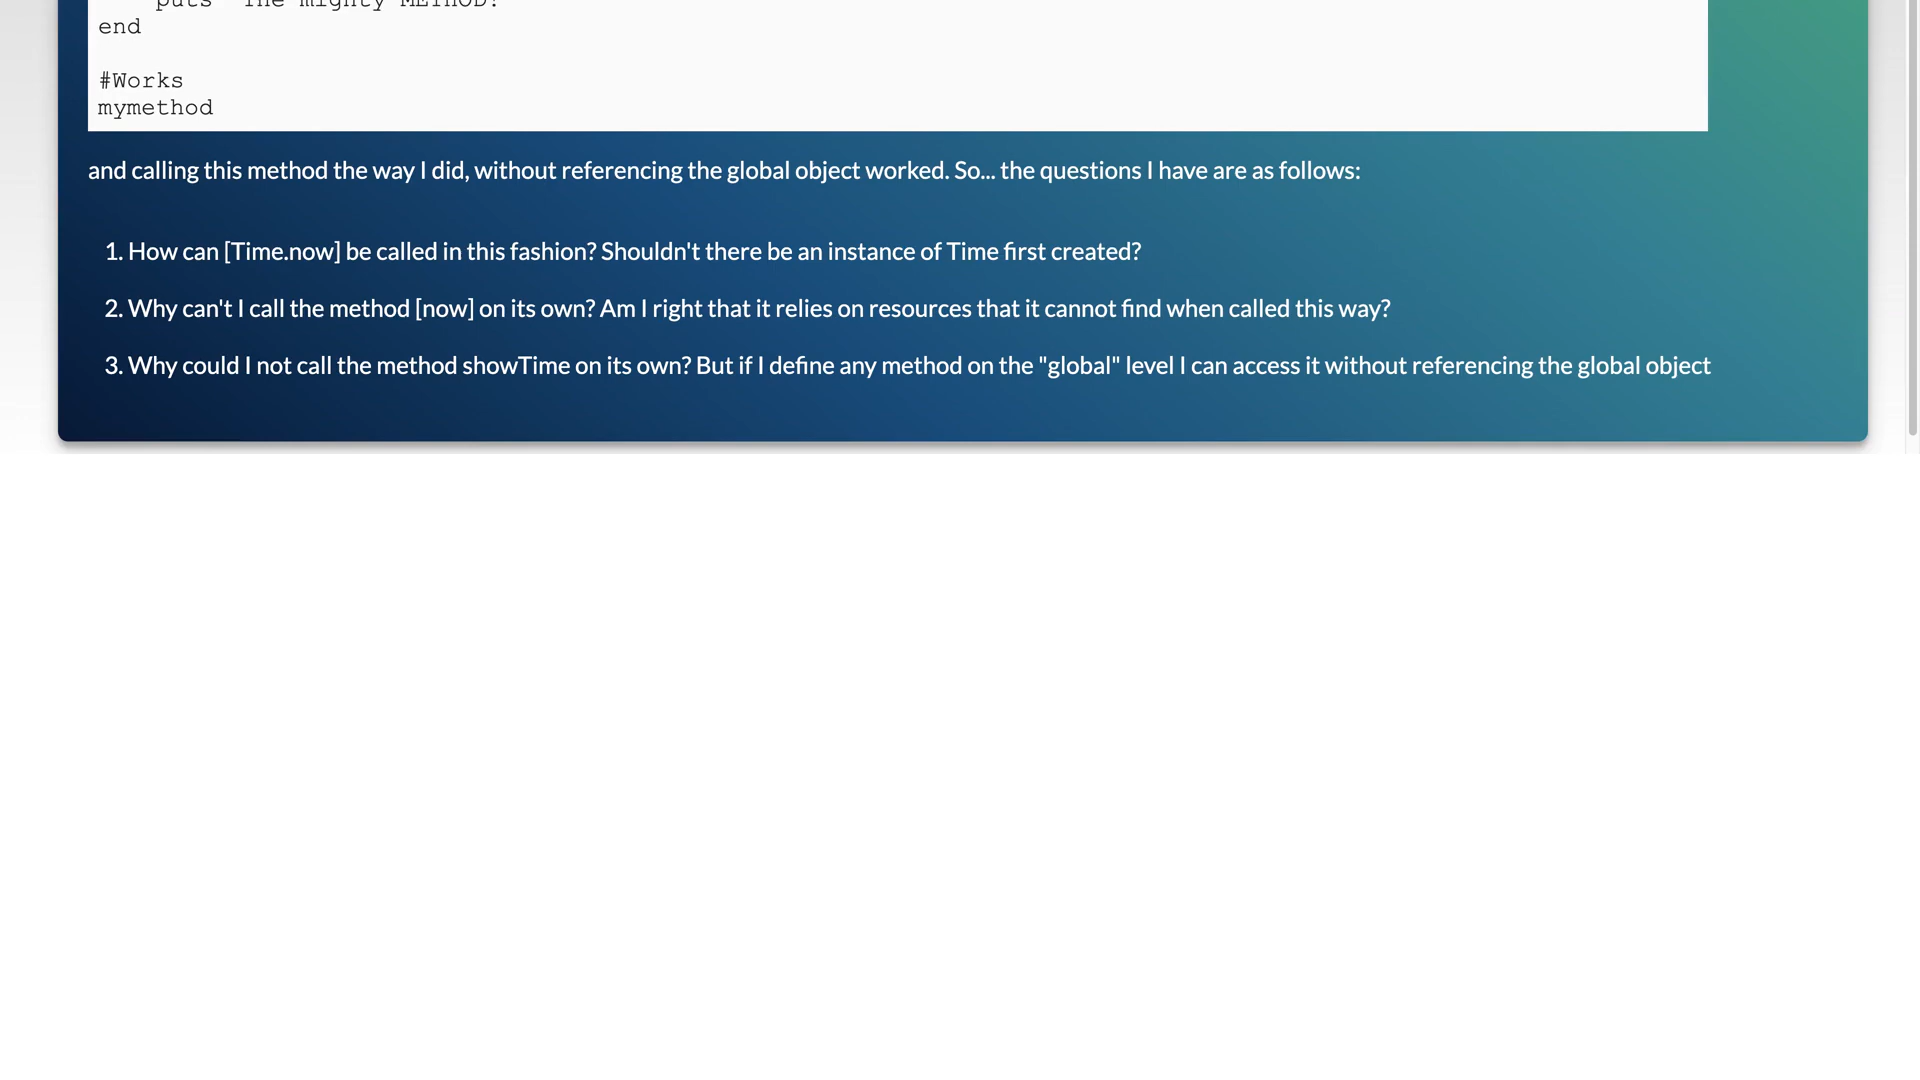 puts "The mighty METHOD!"
end
#Works
mymethod
and calling this method the way I did, without referencing the global object worked. So... the questions I have are as follows:
1. How can [Time.now] be called in this fashion? Shouldn't there be an instance of Time first created?
2. Why can't I call the method [now] on its own? Am I right that it relies on resources that it cannot find when called this way?
3. Why could I not call the method showTime on its own? But if I define any method on the "global" level I can access it without referencing the global object